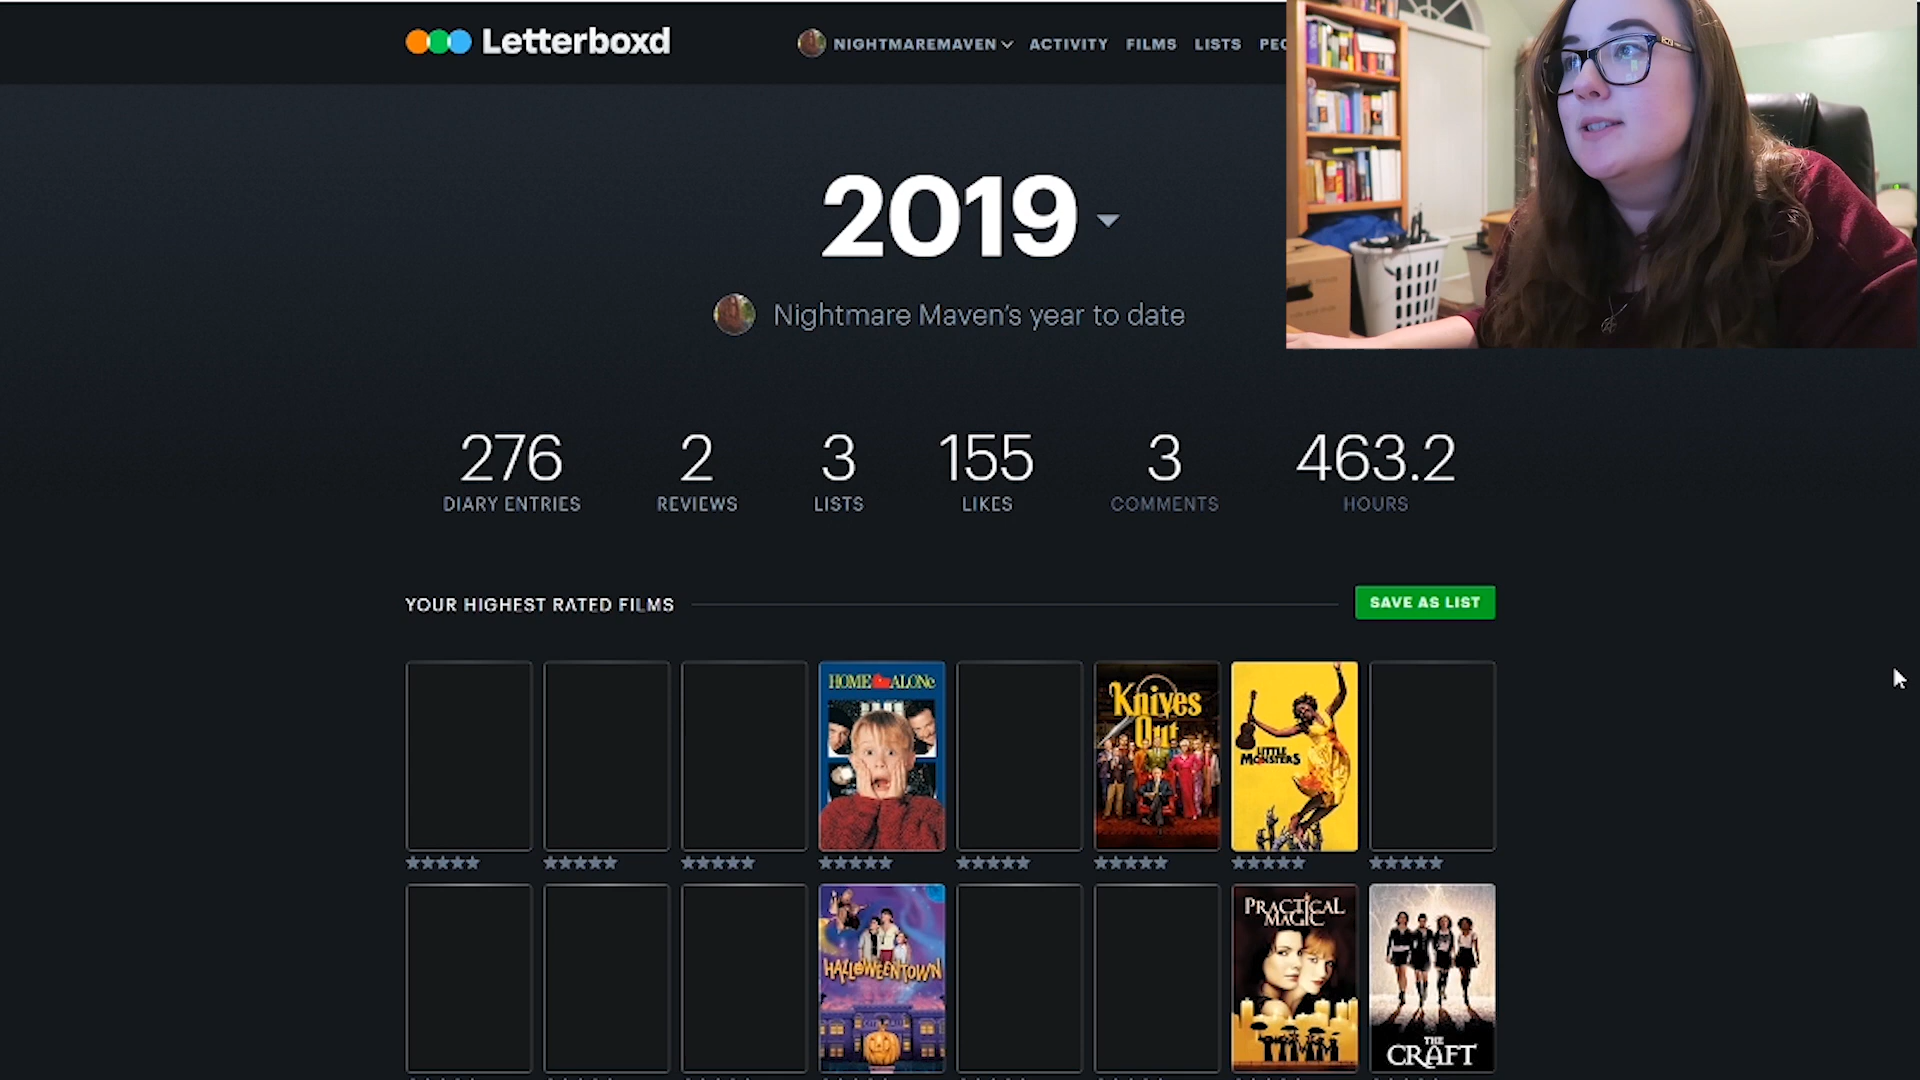 Letterboxd
NIGHTMAREMAVEN ACTIVITY FILMS LISTS
2019
Nightmare Maven's year to date
276 2 3 155 3 463.2
DIARY ENTRIES REVIEWS LISTS LIKES COMMENTS HOURS
YOUR HIGHEST RATED FILMS
SAVE AS LIST
HOME ALONe
Knives
Out
LITTLE
MONSTERS
HALLOWEENTOWN
PRACTICAL
MAGIC
THE
CRAFT